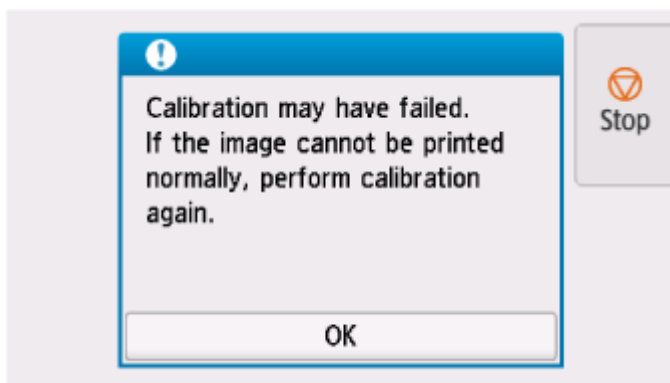 Calibration may have failed.
If the image cannot be printed
normally, perform calibration
again.
Stop
OK